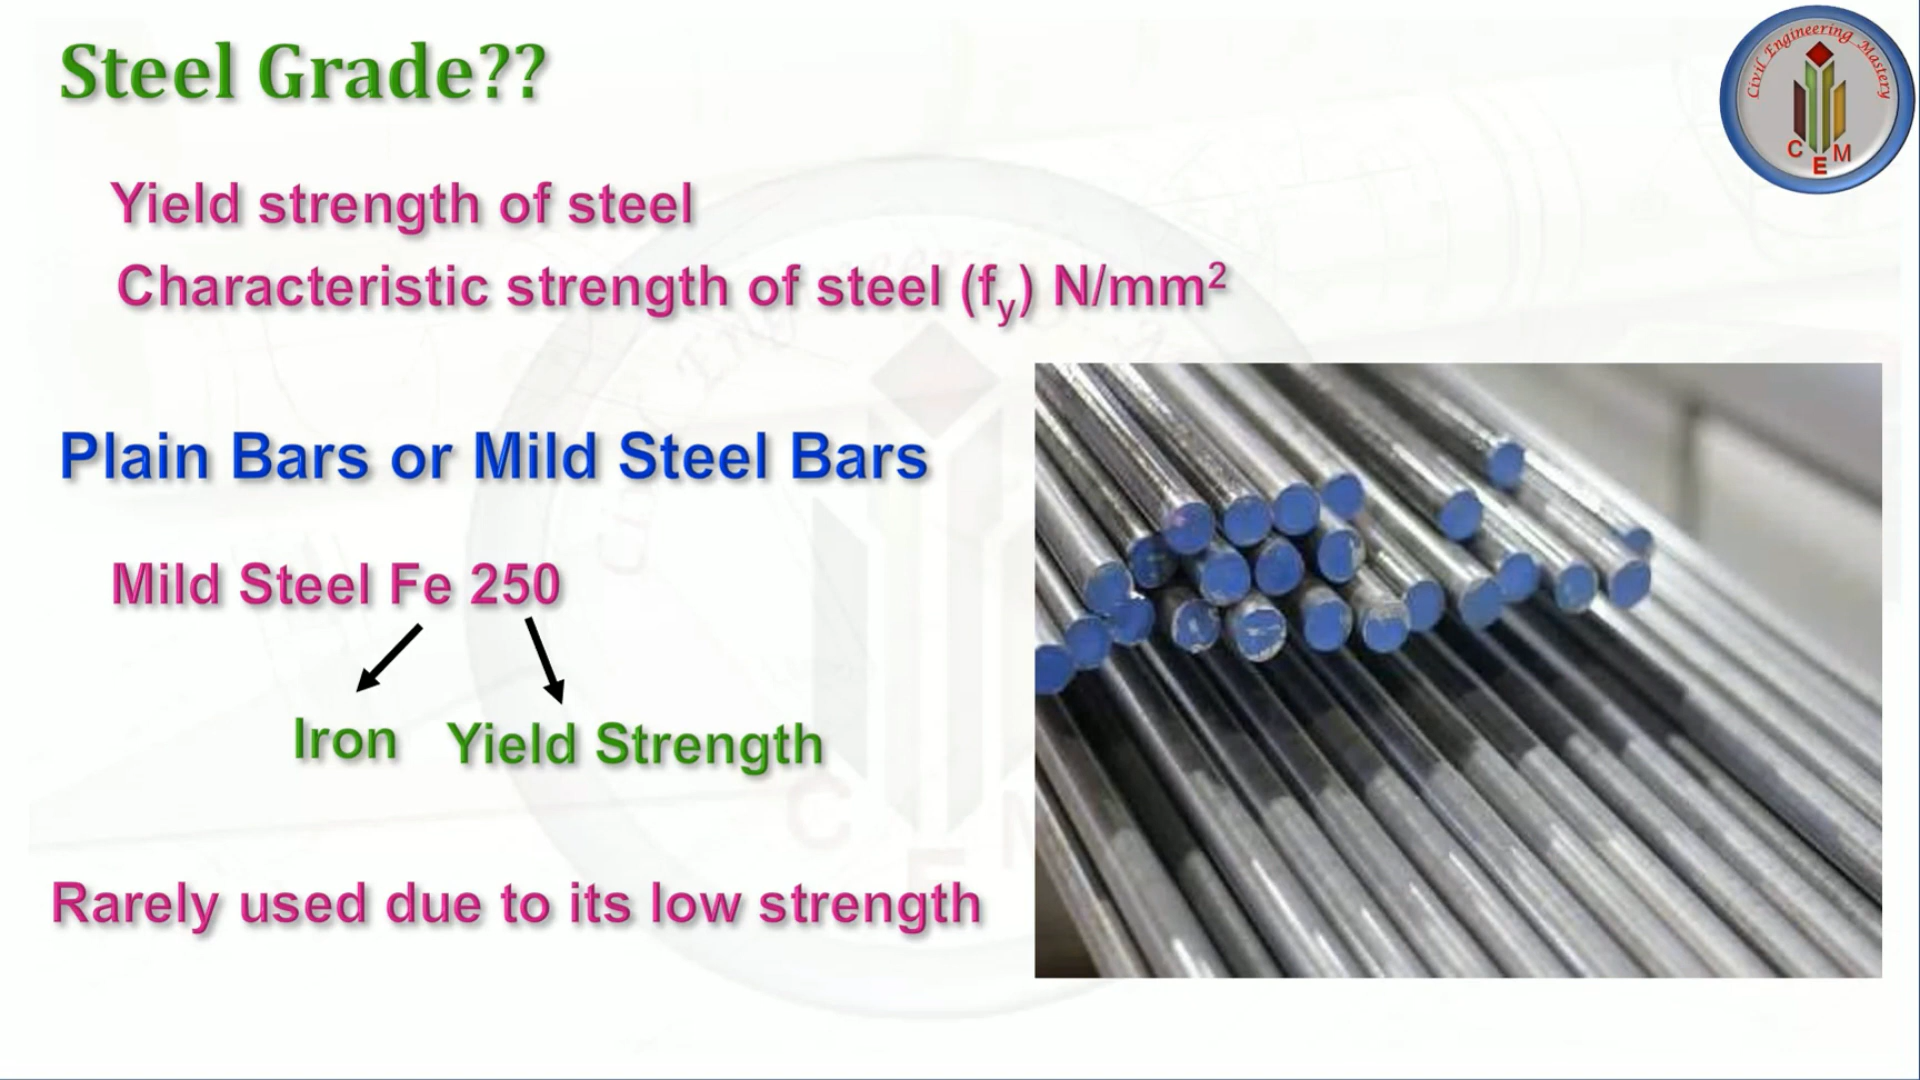 Steel Grade??
Civil Engineering Mastery
C E M
Yield strength of steel
Characteristic strength of steel (fy) N/mm²
Plain Bars or Mild Steel Bars
Mild Steel Fe 250
Iron Yield Strength
Rarely used due to its low strength